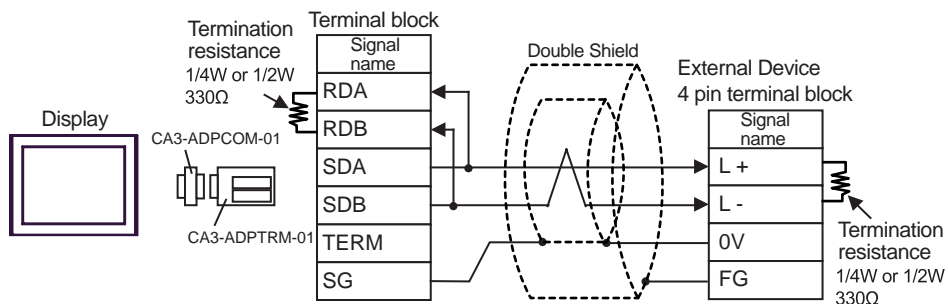 Terminal block
Termination
resistance
1/4W or 1/2W
330Ω
Signal
name
RDA
RDB
SDA
SDB
TERM
SG
Display
CA3-ADPCOM-01
CA3-ADPTRM-01
Double Shield
External Device
4 pin terminal block
Signal
name
L +
L -
0V
FG
Termination
resistance
1/4W or 1/2W
330Ω